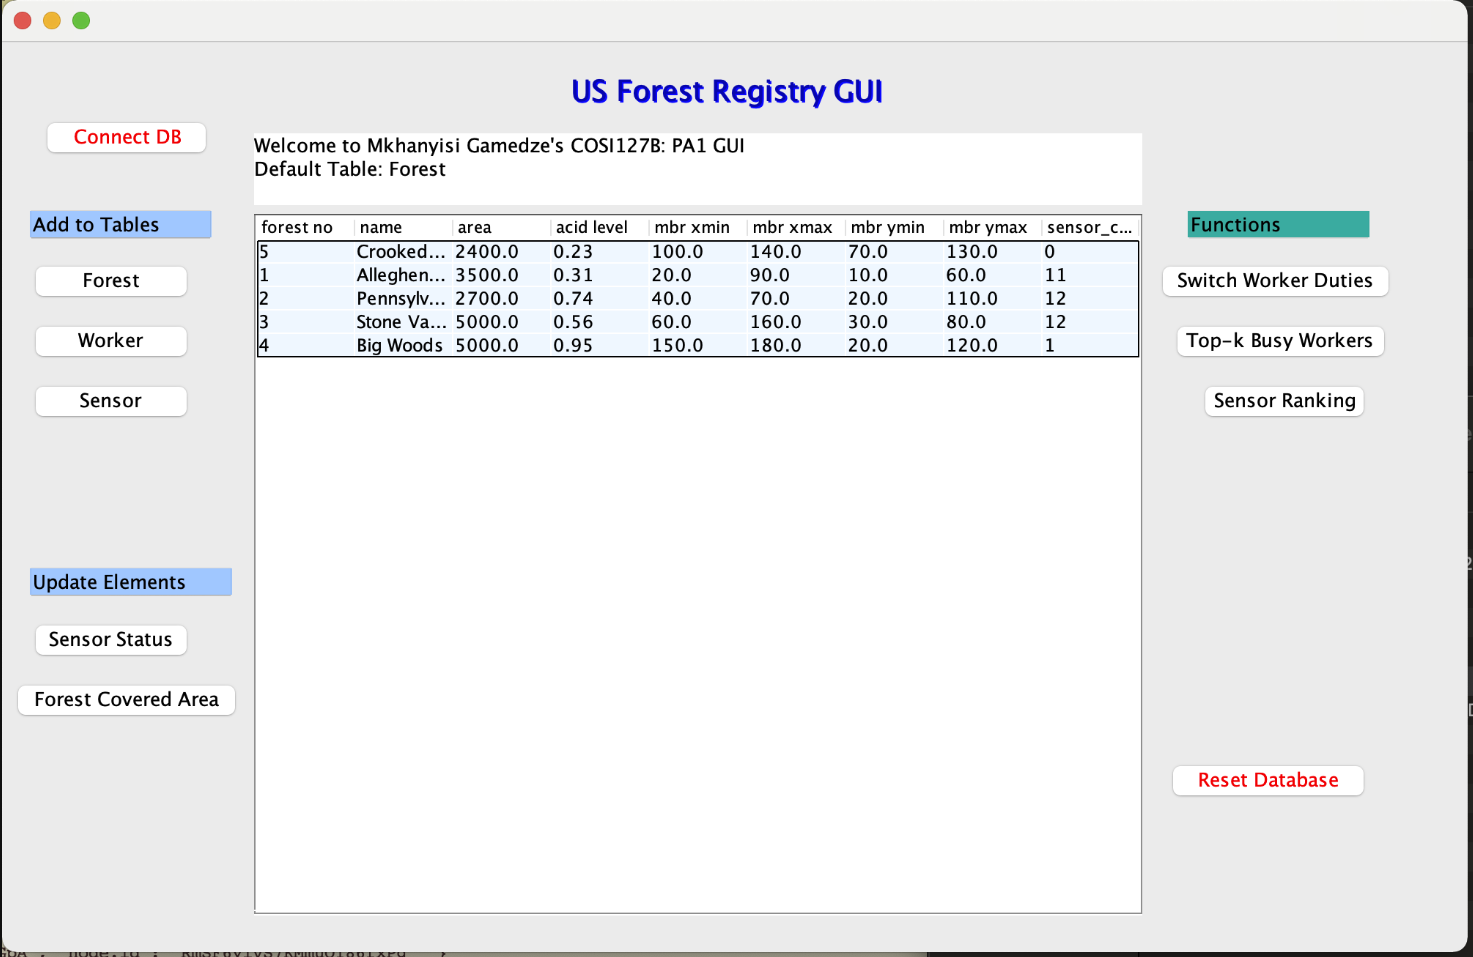 US Forest Registry GUI
Connect DB
Welcome to Mkhanyisi Gamedze's COSI127B: PA1 GUI
Default Table: Forest
Add to Tables
Forest
Worker
Sensor
Update Elements
Sensor Status
Forest Covered Area
forest no name area acid level mbr xmin mbr xmax mbr ymin mbr ymax sensor_c...
5 Crooked... 2400.0 0.23 100.0 140.0 70.0 130.0 0
1 Alleghen... 3500.0 0.31 20.0 90.0 10.0 60.0 11
2 Pennsylv... 2700.0 0.74 40.0 70.0 20.0 110.0 12
3 Stone Va... 5000.0 0.56 60.0 160.0 30.0 80.0 12
4 Big Woods 5000.0 0.95 150.0 180.0 20.0 120.0 1
Functions
Switch Worker Duties
Top-k Busy Workers
Sensor Ranking
Reset Database